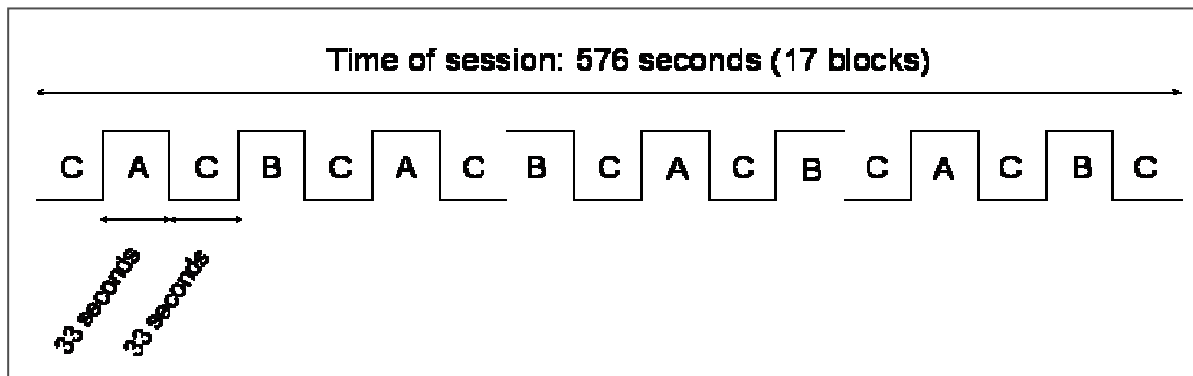 Time of session: 576 seconds (17 blocks)
C A C B C A C B C A C B C A C B C
33 seconds
33 seconds